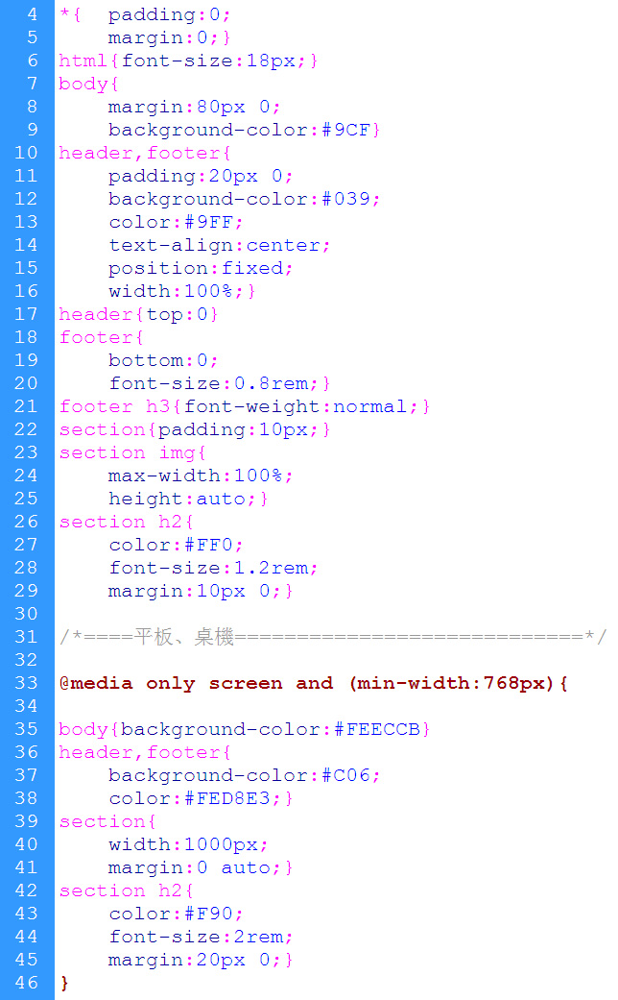 4 *{  padding:0;
5     margin:0;}
6 html{font-size:18px;}
7 body{
8     margin:80px 0;
9     background-color:#9CF}
10 header,footer{
11     padding:20px 0;
12     background-color:#039;
13     color:#9FF;
14     text-align:center;
15     position:fixed;
16     width:100%;}
17 header{top:0}
18 footer{
19     bottom:0;
20     font-size:0.8rem;}
21 footer h3{font-weight:normal;}
22 section{padding:10px;}
23 section img{
24     max-width:100%;
25     height:auto;}
26 section h2{
27     color:#FF0;
28     font-size:1.2rem;
29     margin:10px 0;}
30
31 /*====平板、桌機============================*/
32
33 @media only screen and (min-width:768px){
34
35 body{background-color:#FEECCB}
36 header,footer{
37     background-color:#C06;
38     color:#FED8E3;}
39 section{
40     width:1000px;
41     margin:0 auto;}
42 section h2{
43     color:#F90;
44     font-size:2rem;
45     margin:20px 0;}
46 }